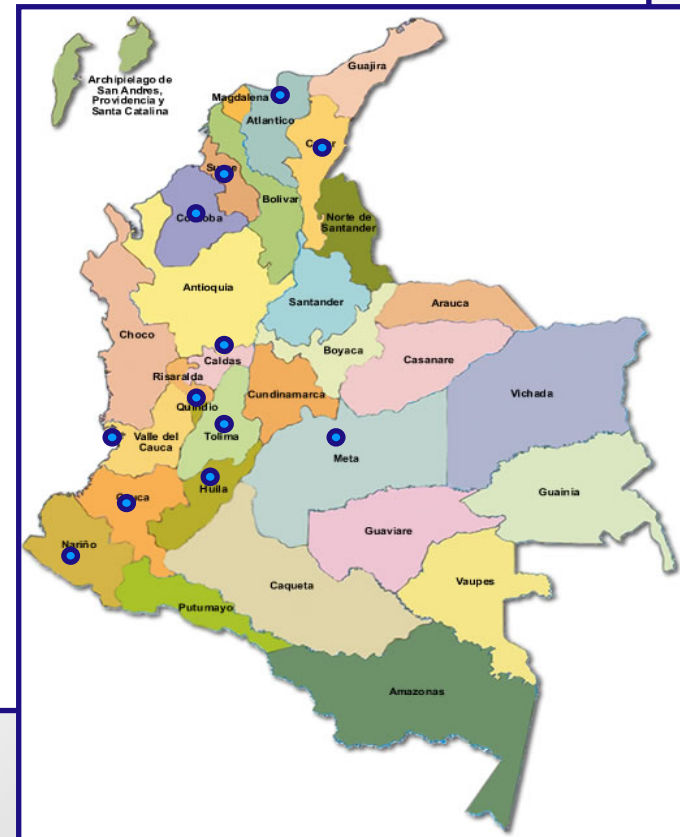 Guajira
Archipielago de
San Andres,
Providencia y
Santa Catalina
Magdalena
Atlantico
Bolivar
Norte de
Santander
Antioquia
Santander
Arauca
Choco
Boyaca
Casanare
Caldas
Risaralda
Cundinamarca
Vichada
Quindio
Valle del
Cauca
Tolima
Meta
Huila
Guainia
Nariño
Guaviare
Caqueta
Vaupes
Putumayo
Amazonas